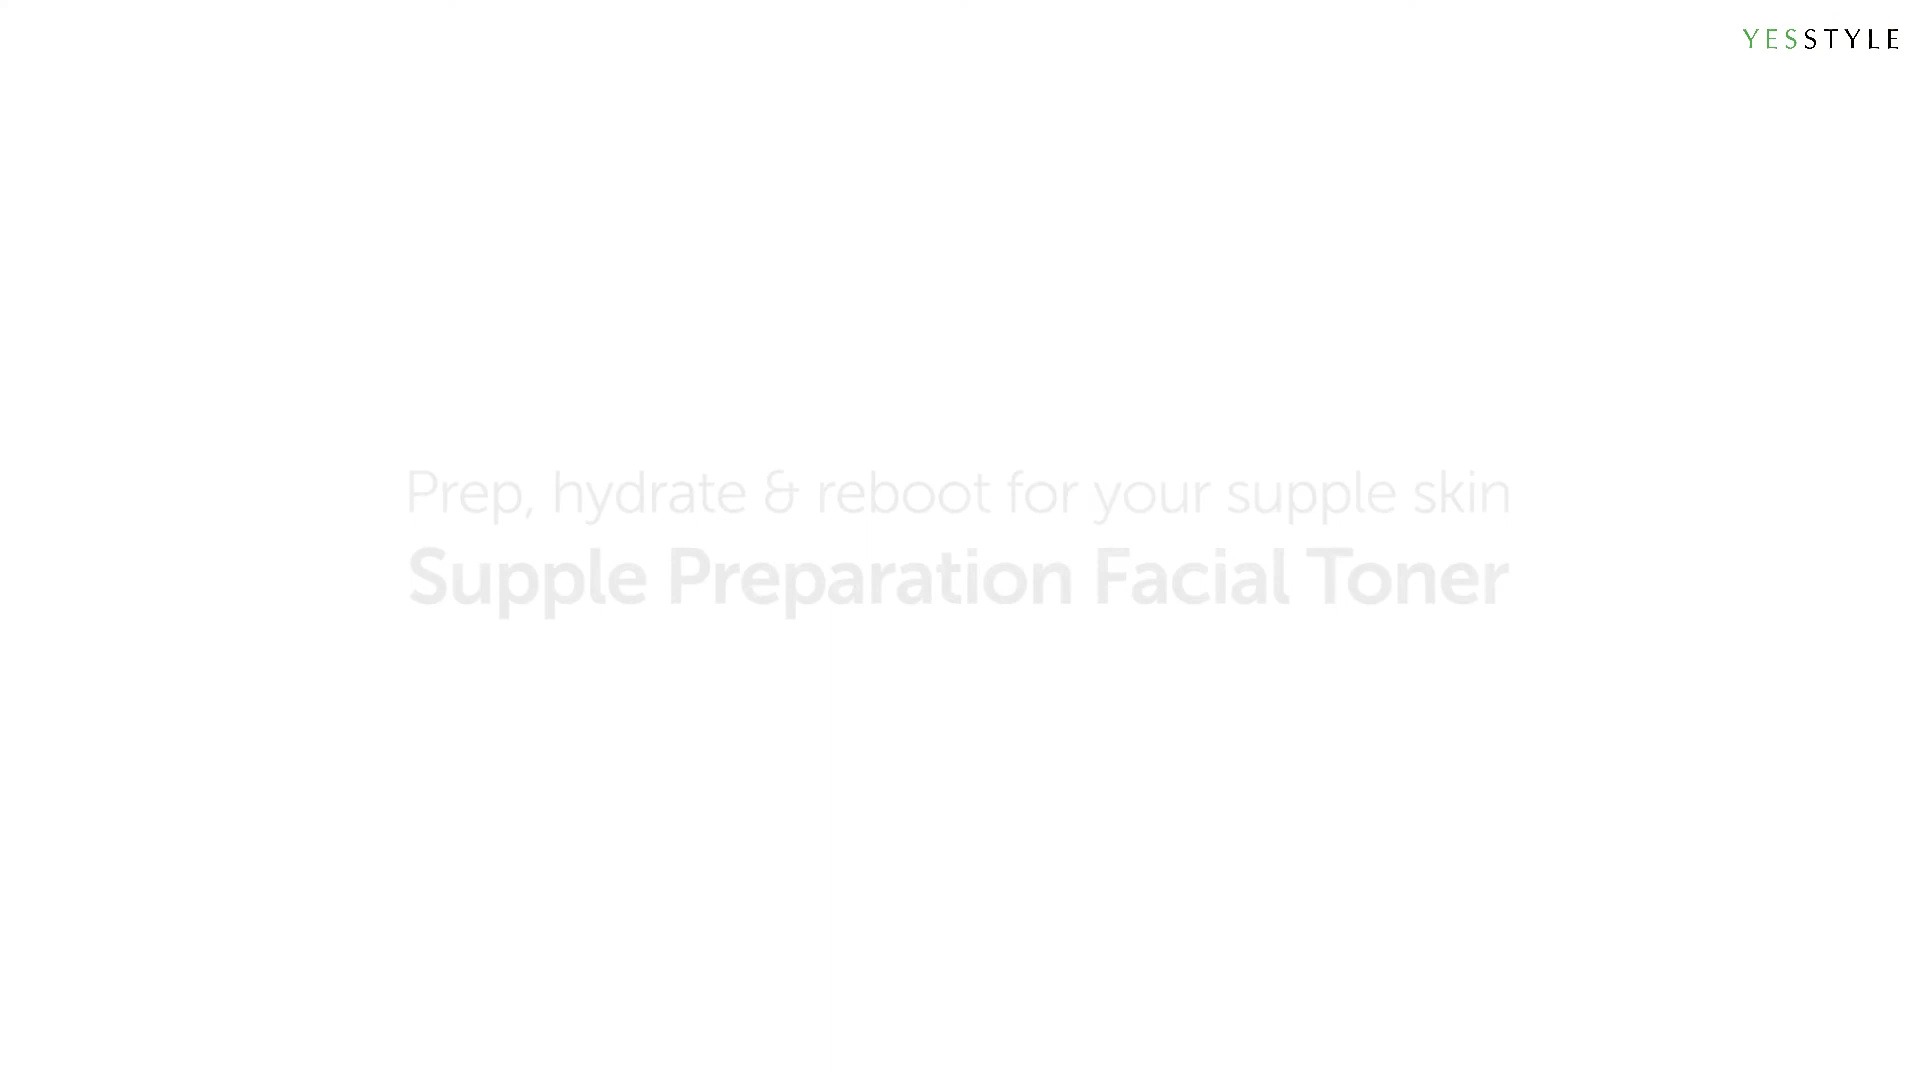 YESSTYLE
Prep, hydrate & reboot for your supple skin
Supple Preparation Facial Toner